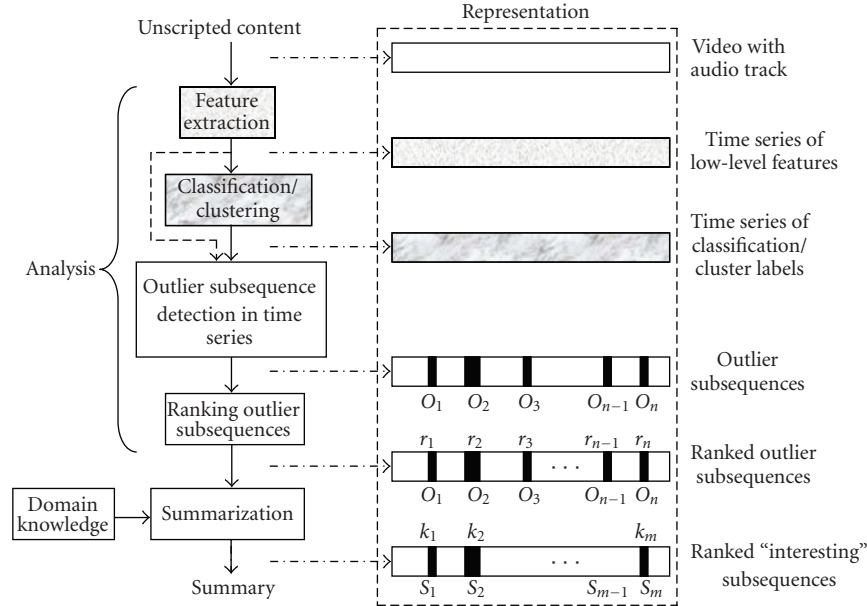 Representation
Unscripted content
Video with
audio track
Feature
extraction
Time series of
low-level features
Classification/
clustering
Time series of
classification/
cluster labels
Analysis
Outlier subsequence
detection in time
series
Outlier
subsequences
O1 O2 O3 On−1 On
Ranking outlier
subsequences
r1 r2 r3 rn−1 rn
· · ·
Ranked outlier
subsequences
O1 O2 O3 On−1 On
Domain
knowledge
Summarization
k1 k2 km
· · ·
Ranked “interesting”
subsequences
S1 S2 Sm−1 Sm
Summary